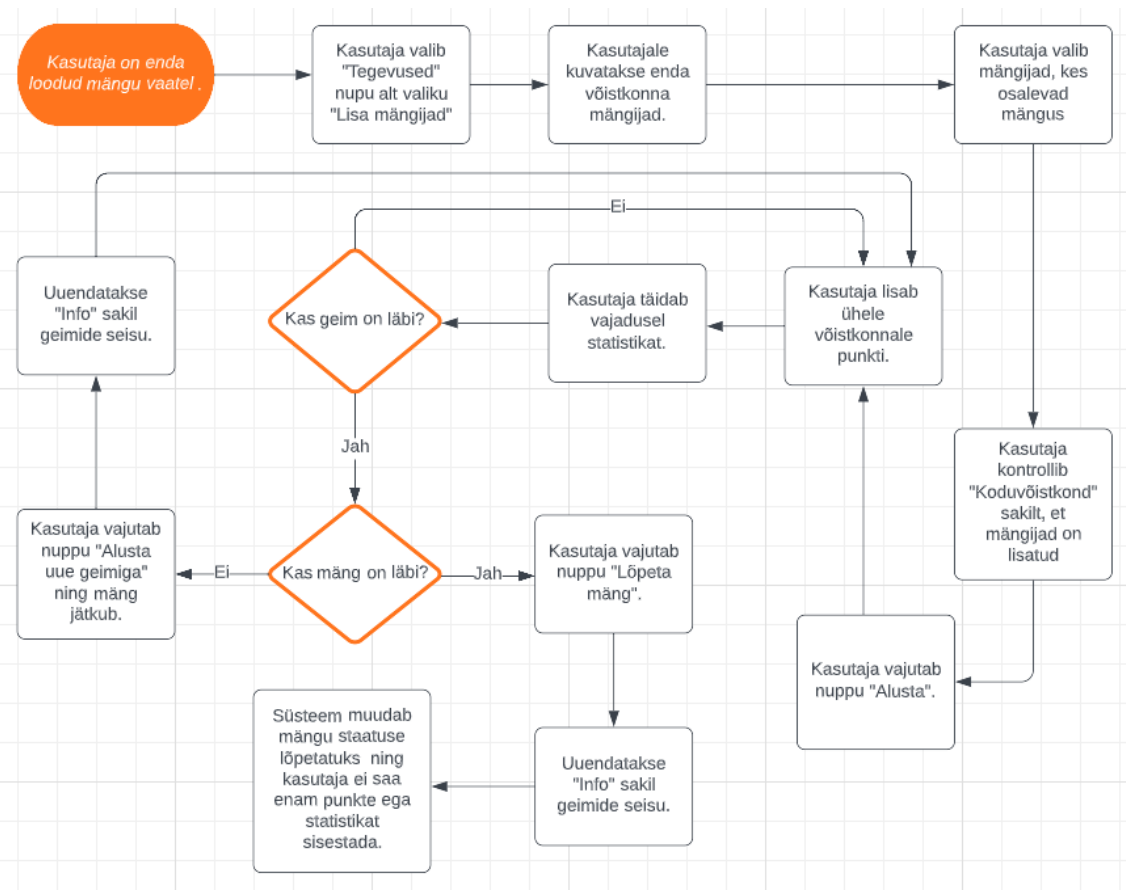 Kasutaja on enda
loodud mängu vaatel .
Kasutaja valib
"Tegevused"
nupu alt valiku
"Lisa mängijad"
Kasutajale
kuvatakse enda
võistkonna
mängijad.
Kasutaja valib
mängijad, kes
osalevad
mängus
Ei
Uuendatakse
"Info" sakil
geimide seisu.
Kas geim on läbi?
Kasutaja täidab
vajadusel
statistikat.
Kasutaja lisab
ühele
võistkonnale
punkti.
Jah
Kasutaja
kontrollib
"Koduvõistkond"
sakilt, et
mängijad on
lisatud
Kasutaja vajutab
nuppu "Alusta
uue geimiga"
ning mäng
jätkub.
Ei
Kas mäng on läbi?
Jah
Kasutaja vajutab
nuppu "Lõpeta
mäng".
Kasutaja vajutab
nuppu "Alusta".
Süsteem muudab
mängu staatuse
lõpetatuks ning
kasutaja ei saa
enam punkte ega
statistikat
sisestada.
Uuendatakse
"Info" sakil
geimide seisu.